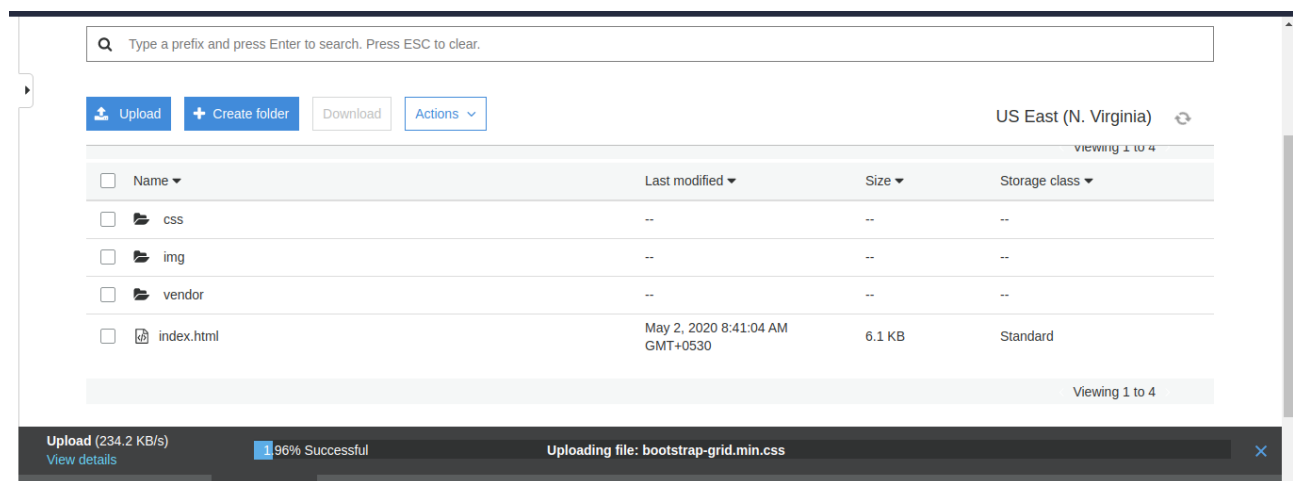 Type a prefix and press Enter to search. Press ESC to clear.
Upload Create folder Download Actions US East (N. Virginia)
Viewing 1 to 4
Name Last modified Size Storage class
css -- -- --
img -- -- --
vendor -- -- --
index.html May 2, 2020 8:41:04 AM GMT+0530 6.1 KB Standard
Viewing 1 to 4
Upload (234.2 KB/s) 1.96% Successful Uploading file: bootstrap-grid.min.css
View details